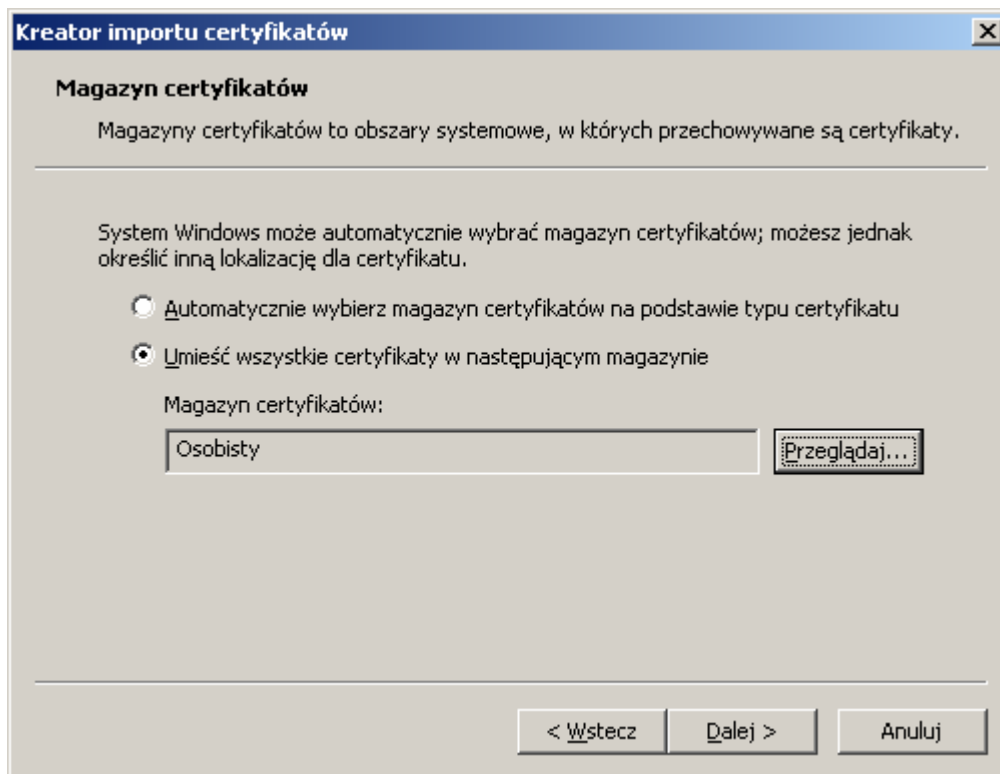 Kreator importu certyfikatów
Magazyn certyfikatów
Magazyny certyfikatów to obszary systemowe, w których przechowywane są certyfikaty.
System Windows może automatycznie wybrać magazyn certyfikatów; możesz jednak
określić inną lokalizację dla certyfikatu.
Automatycznie wybierz magazyn certyfikatów na podstawie typu certyfikatu
Umieść wszystkie certyfikaty w następującym magazynie
Magazyn certyfikatów:
Osobisty
Przeglądaj...
< Wstecz
Dalej >
Anuluj